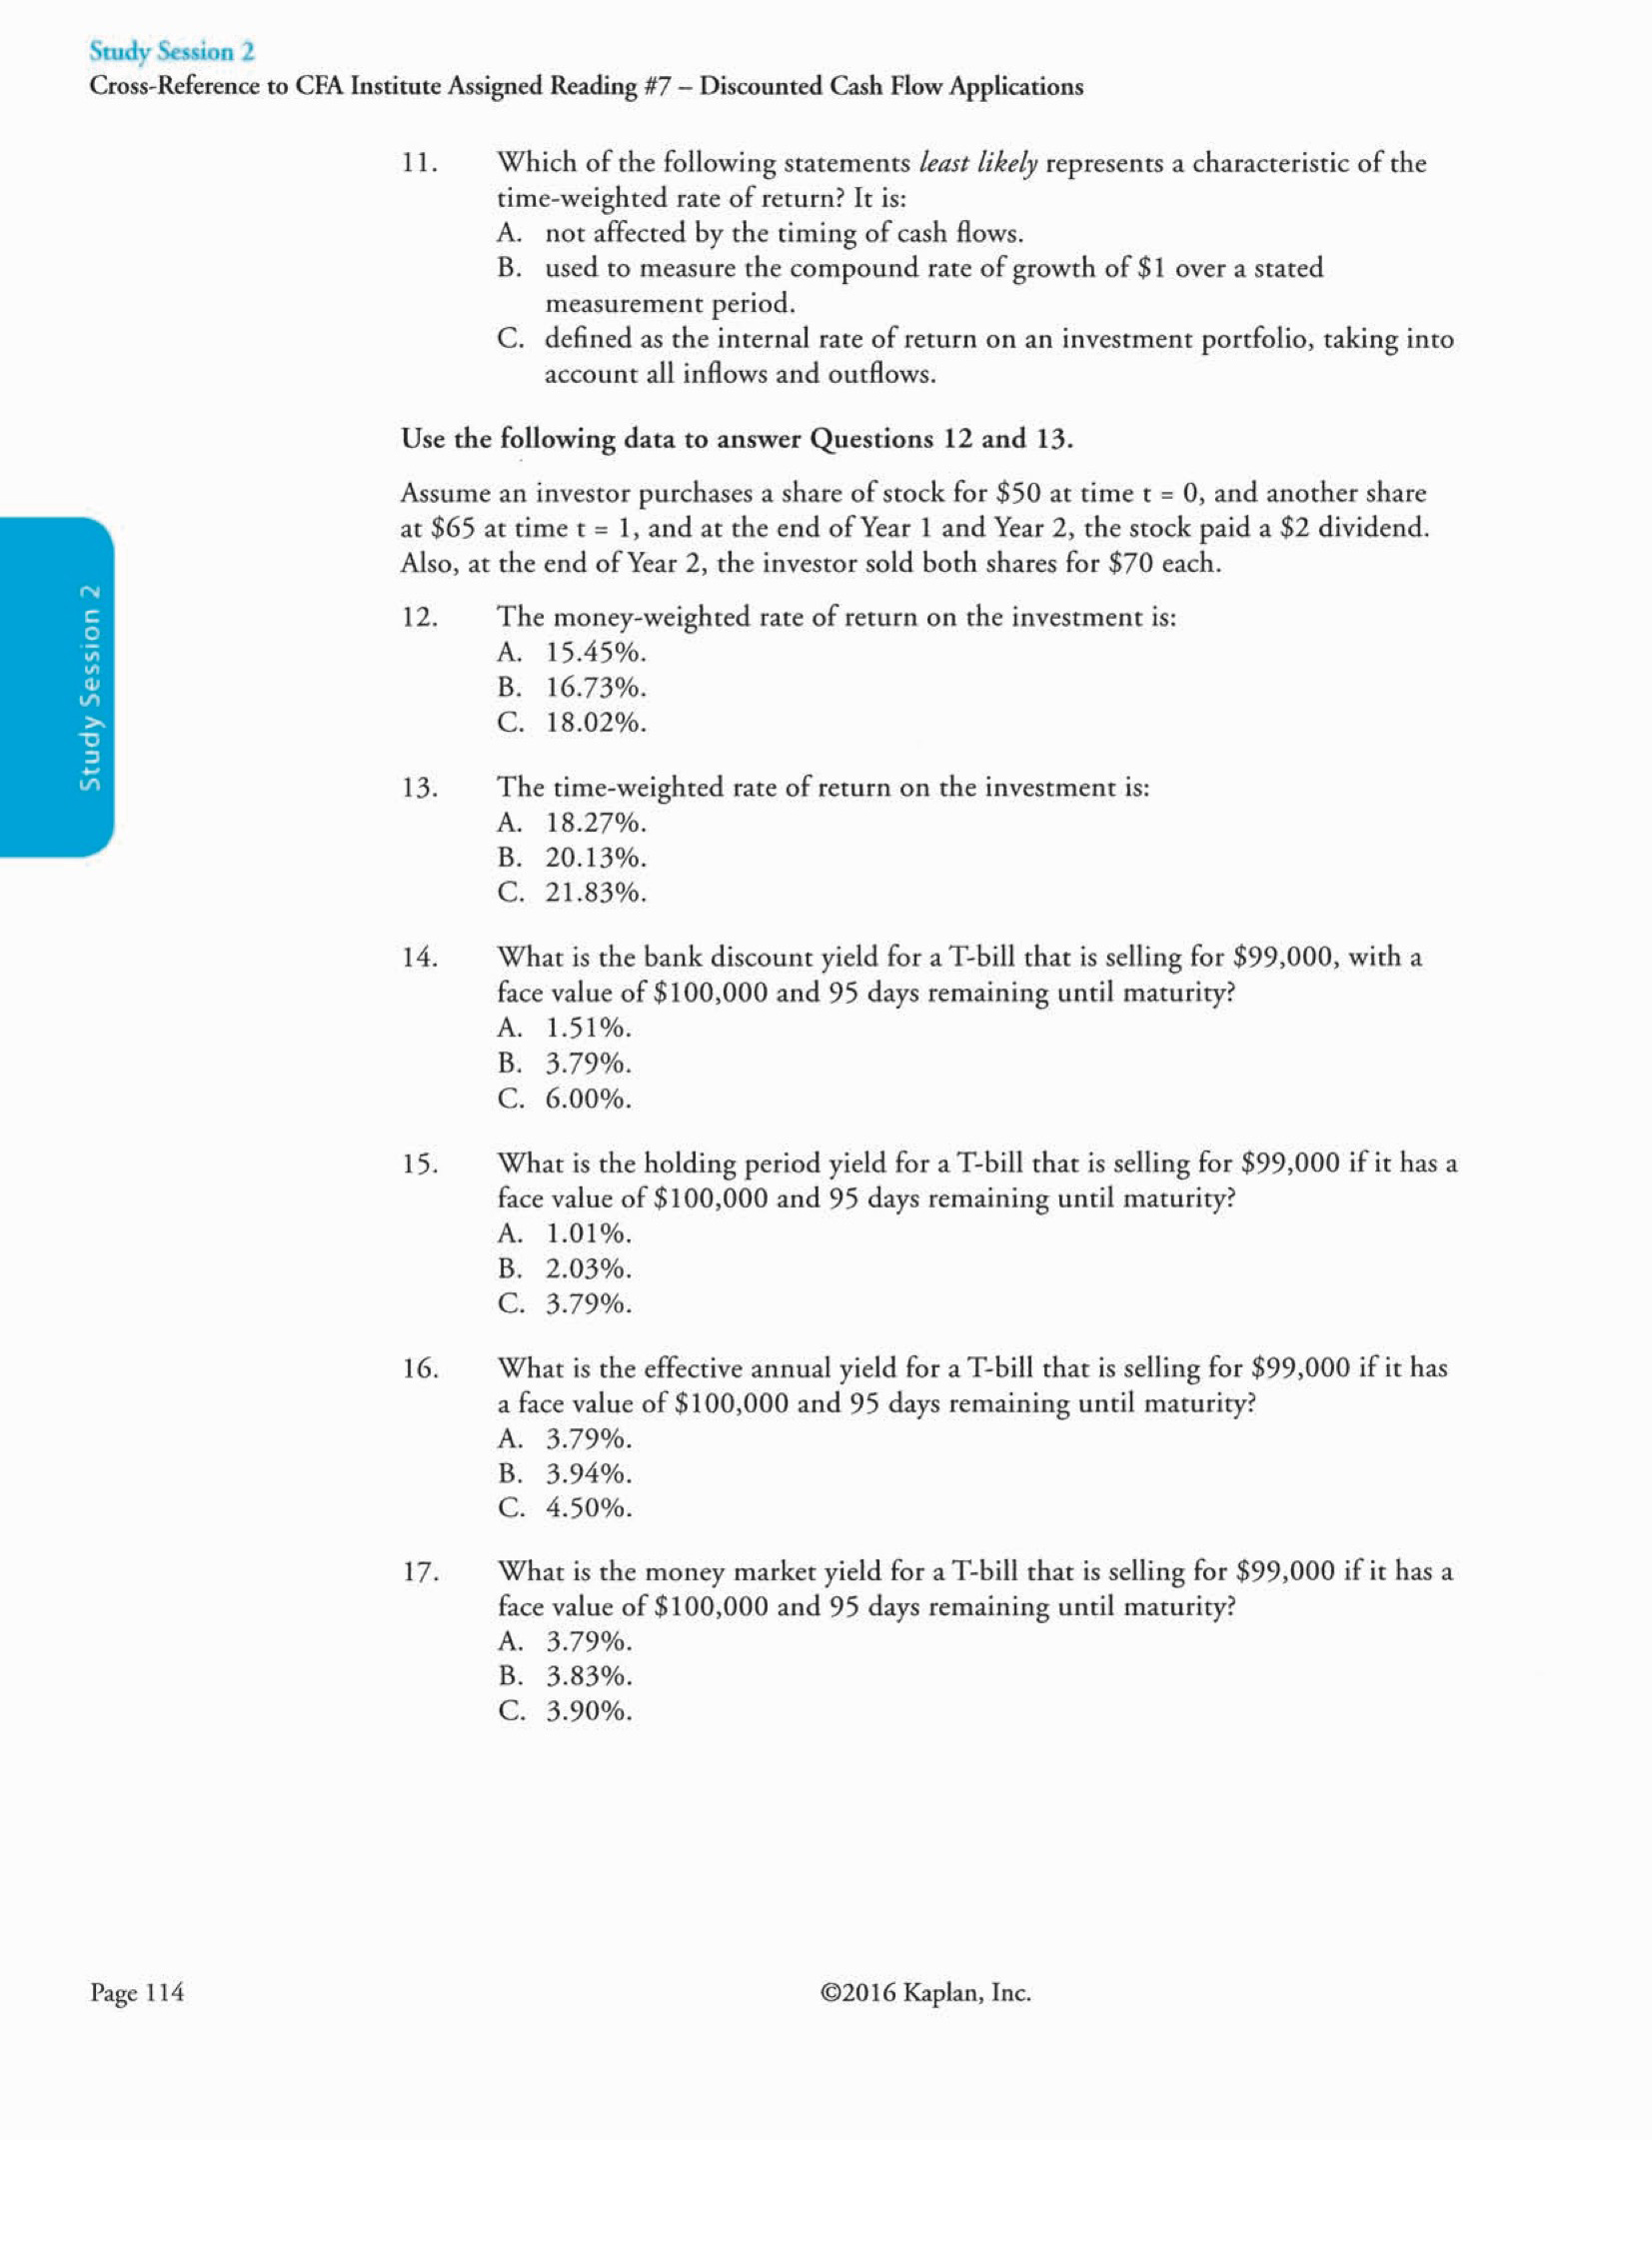 Study Session 2
Cross-Reference to CFA Institute Assigned Reading #7 – Discounted Cash Flow Applications
11. Which of the following statements least likely represents a characteristic of the
time-weighted rate of return? It is:
A. not affected by the timing of cash flows.
B. used to measure the compound rate of growth of $1 over a stated
measurement period.
C. defined as the internal rate of return on an investment portfolio, taking into
account all inflows and outflows.
Use the following data to answer Questions 12 and 13.
Assume an investor purchases a share of stock for $50 at time t = 0, and another share
at $65 at time t = 1, and at the end of Year 1 and Year 2, the stock paid a $2 dividend.
Also, at the end of Year 2, the investor sold both shares for $70 each.
12. The money-weighted rate of return on the investment is:
A. 15.45%.
B. 16.73%.
C. 18.02%.
13. The time-weighted rate of return on the investment is:
A. 18.27%.
B. 20.13%.
C. 21.83%.
14. What is the bank discount yield for a T-bill that is selling for $99,000, with a
face value of $100,000 and 95 days remaining until maturity?
A. 1.51%.
B. 3.79%.
C. 6.00%.
15. What is the holding period yield for a T-bill that is selling for $99,000 if it has a
face value of $100,000 and 95 days remaining until maturity?
A. 1.01%.
B. 2.03%.
C. 3.79%.
16. What is the effective annual yield for a T-bill that is selling for $99,000 if it has
a face value of $100,000 and 95 days remaining until maturity?
A. 3.79%.
B. 3.94%.
C. 4.50%.
17. What is the money market yield for a T-bill that is selling for $99,000 if it has a
face value of $100,000 and 95 days remaining until maturity?
A. 3.79%.
B. 3.83%.
C. 3.90%.
Study Session 2
Page 114
©2016 Kaplan, Inc.